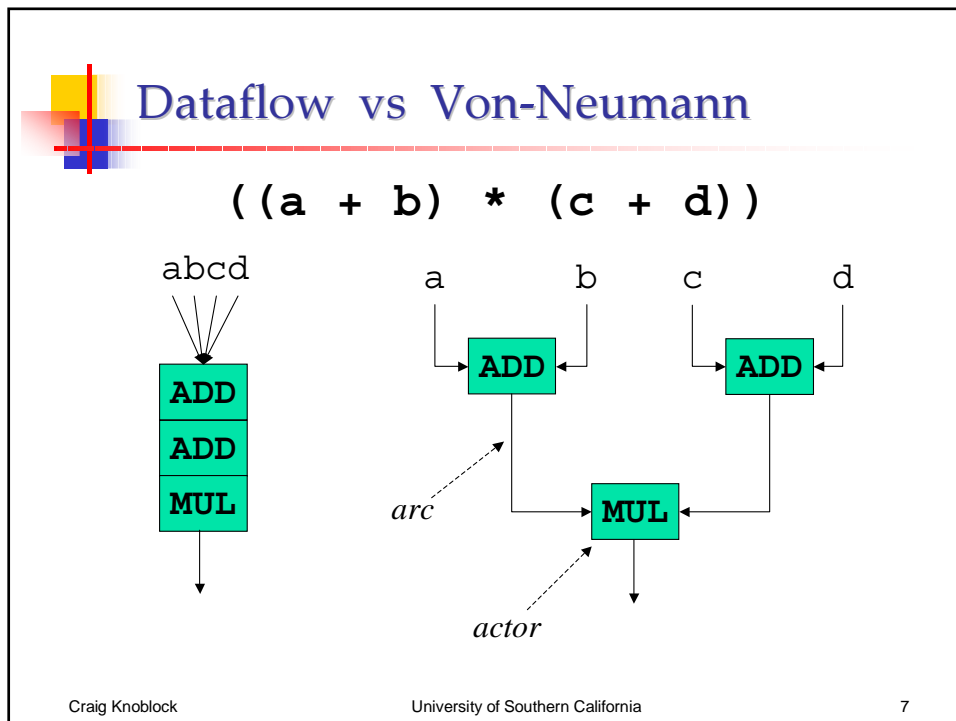 Dataflow vs Von-Neumann
((a + b) * (c + d))
abcd
ADD
ADD
MUL
a b c d
ADD ADD
arc
MUL
actor
Craig Knoblock University of Southern California 7